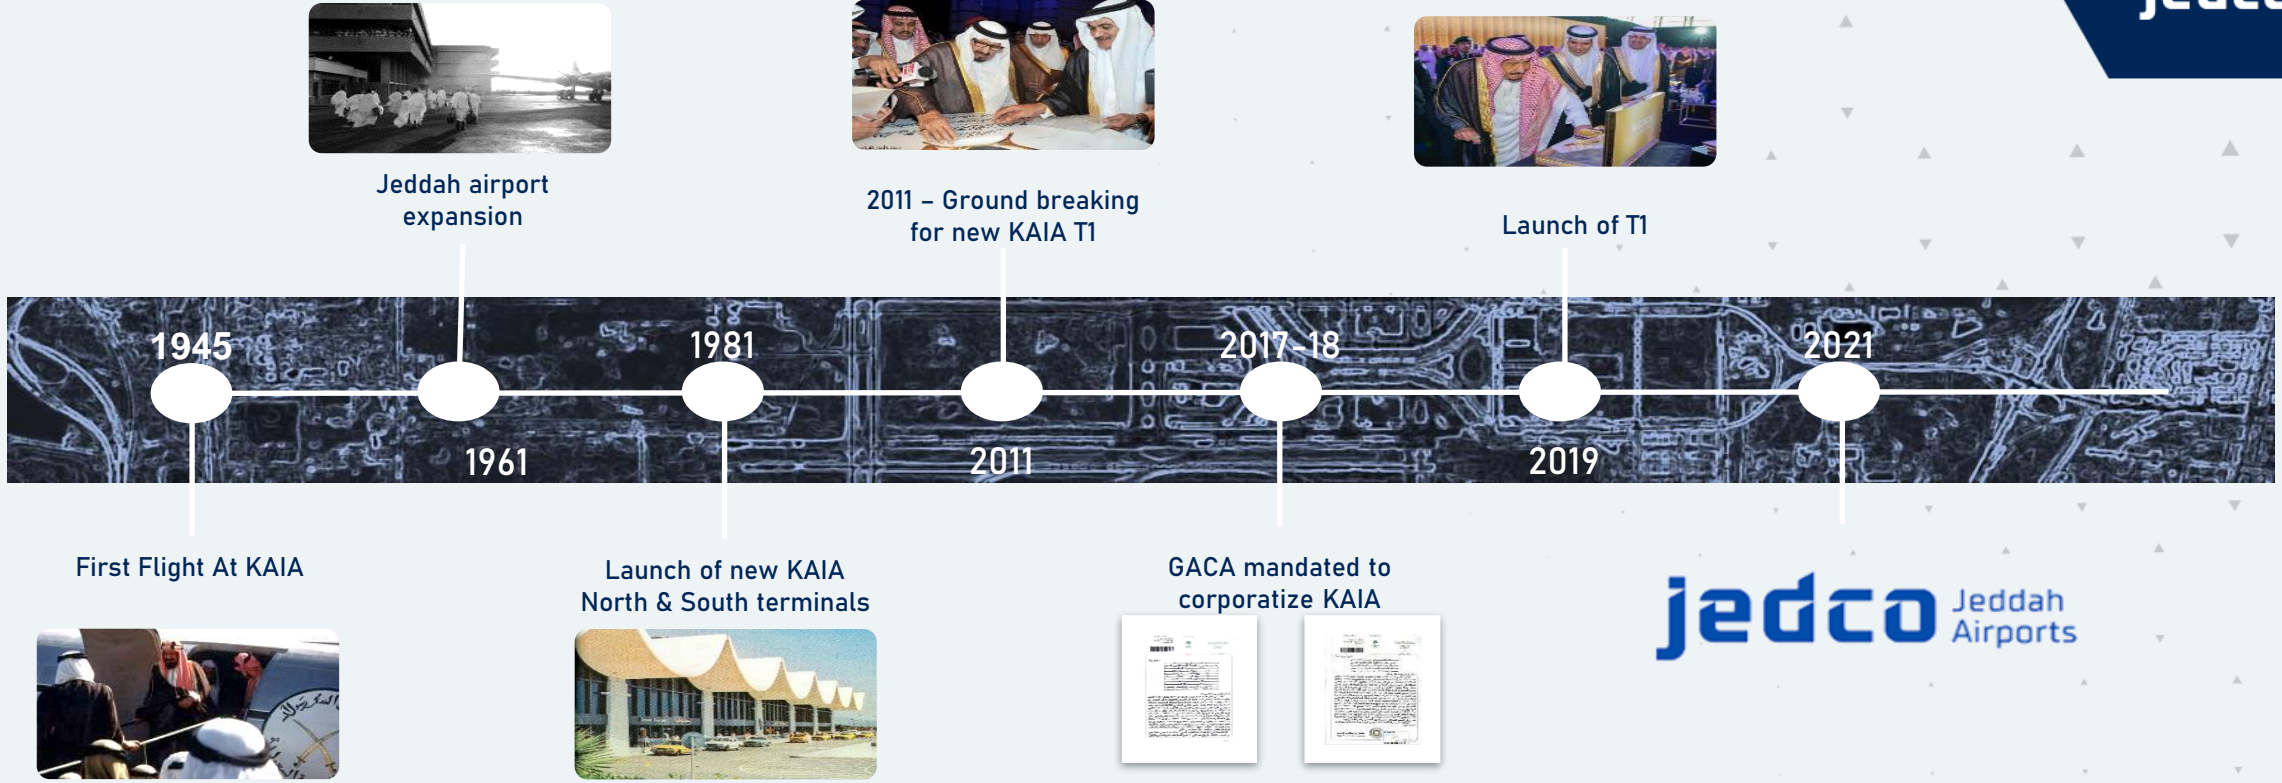 jedco
Jeddah airport
expansion
2011 – Ground breaking
for new KAIA T1
Launch of T1
1945
1981
2017-18
2021
1961
2011
2019
First Flight At KAIA
Launch of new KAIA
North & South terminals
GACA mandated to
corporatize KAIA
jedco Jeddah
Airports